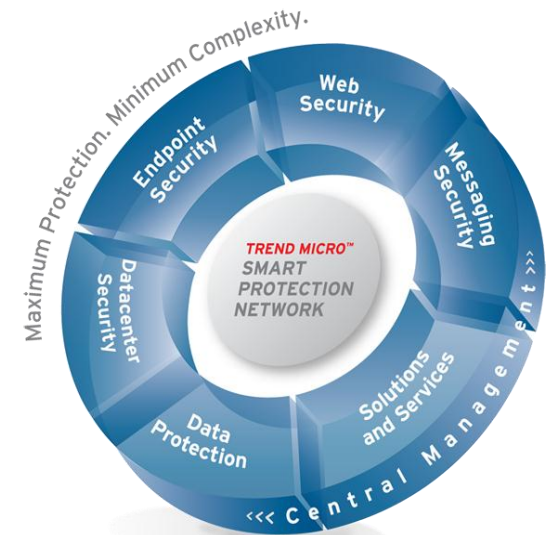 Maximum Protection. Minimum Complexity.
Web
Security
Endpoint
Security
Messaging
Security
TREND MICRO™
SMART
PROTECTION
NETWORK
Datacenter
Security
Solutions
and Services
Data
Protection
<<< Central Management >>>